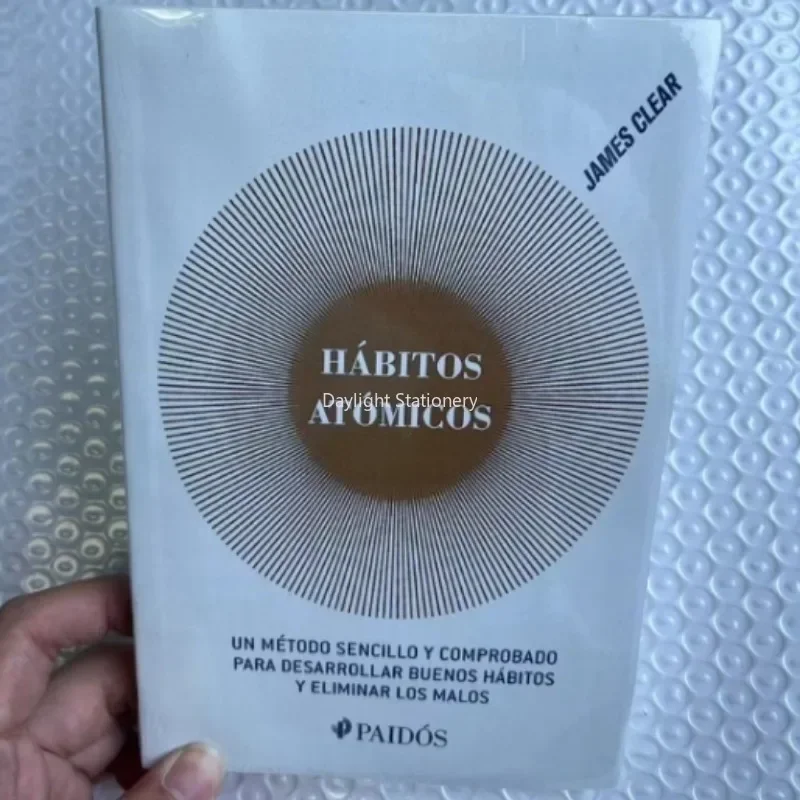 JAMES CLEAR
HÁBITOS
Daylight Stationery
ATÓMICOS
UN MÉTODO SENCILLO Y COMPROBADO
PARA DESARROLLAR BUENOS HÁBITOS
Y ELIMINAR LOS MALOS
PAIDÓS